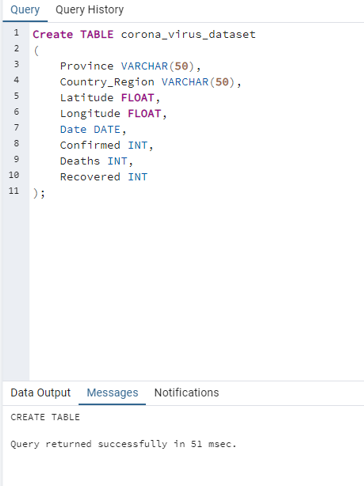 Query Query History
1 Create TABLE corona_virus_dataset
2 (
3 Province VARCHAR(50),
4 Country_Region VARCHAR(50),
5 Latitude FLOAT,
6 Longitude FLOAT,
7 Date DATE,
8 Confirmed INT,
9 Deaths INT,
10 Recovered INT
11 );
Data Output Messages Notifications
CREATE TABLE
Query returned successfully in 51 msec.